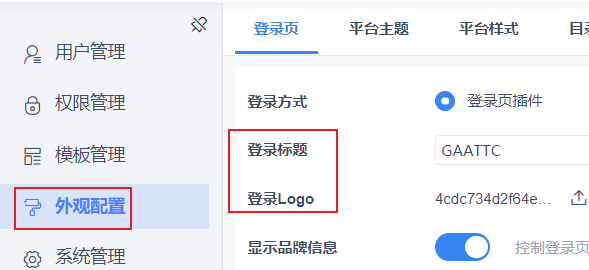 登录页 平台主题 平台样式 目录
用户管理
权限管理
模板管理
外观配置
系统管理
登录方式 登录页插件
登录标题 GAATTC
登录Logo 4cdc734d2f64e...
显示品牌信息 控制登录页